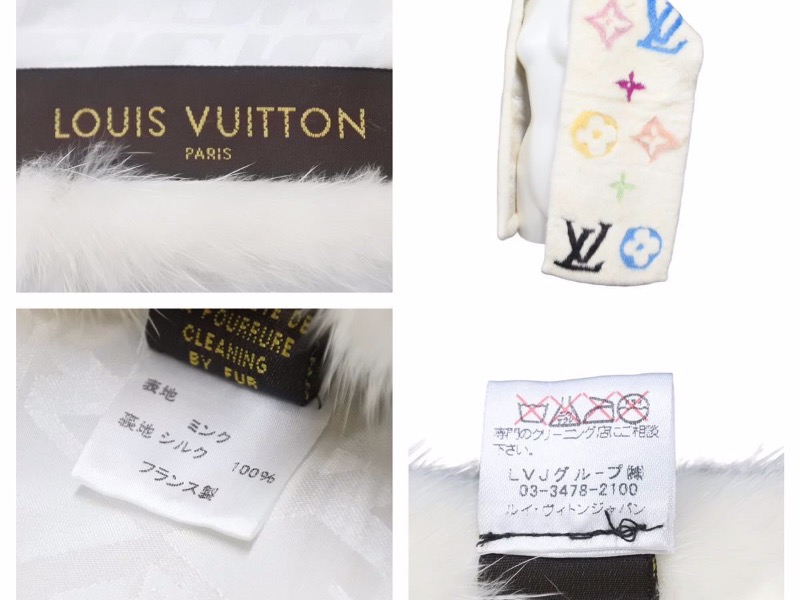 LOUIS VUITTON
PARIS
FOURRURE
CLEANING
BY FUR
表地 ミンク
裏地 シルク 100%
フランス製
専門のクリーニング店にご相談
下さい。
LVJグループ㈱
03-3478-2100
ルイ・ヴィトンジャパン